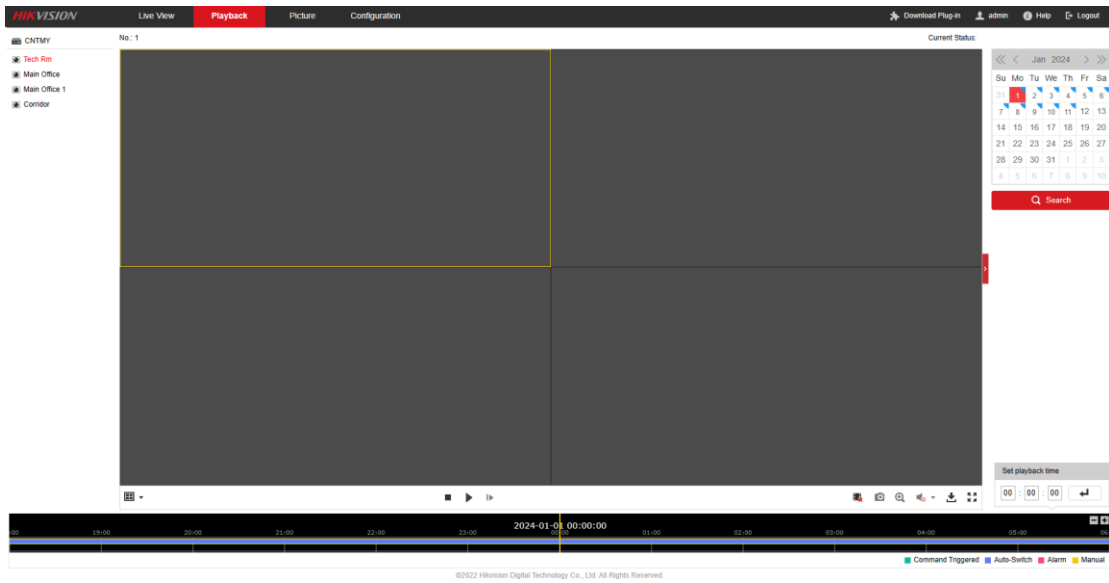 HIKVISION Live View Playback Picture Configuration Download Plug-in admin Help Logout
CNTMY
Tech Rm
Main Office
Main Office 1
Corridor
No.: 1 Current Status:
Jan 2024
Su Mo Tu We Th Fr Sa
31 1 2 3 4 5 6
7 8 9 10 11 12 13
14 15 16 17 18 19 20
21 22 23 24 25 26 27
28 29 30 31 1 2 3
4 5 6 7 8 9 10
Search
Set playback time
00 : 00 : 00
2024-01-01 00:00:00
:00 19:00 20:00 21:00 22:00 23:00 00:00 01:00 02:00 03:00 04:00 05:00 06
Command Triggered Auto-Switch Alarm Manual
©2022 Hikvision Digital Technology Co., Ltd. All Rights Reserved.